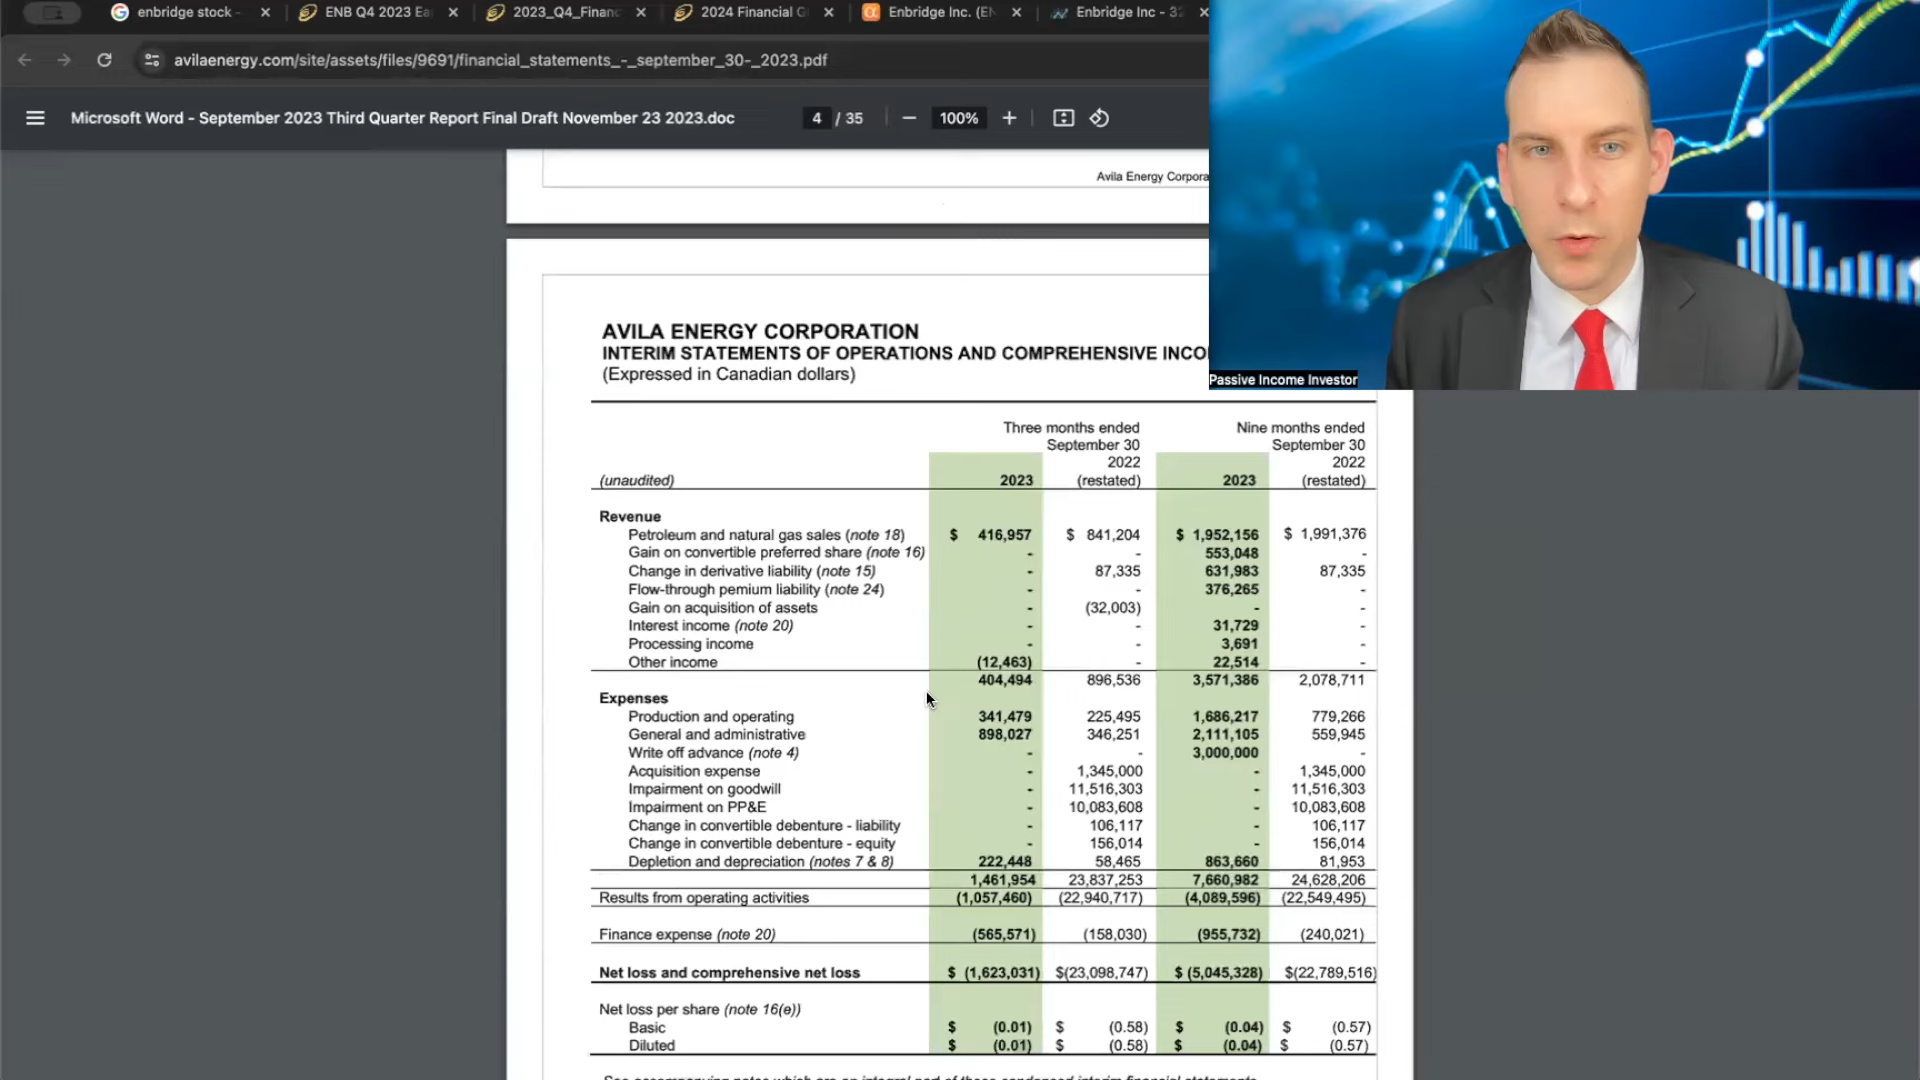 enbridge stock -
ENB Q4 2023 Ea
2023_Q4_Financ
2024 Financial G
Enbridge Inc. (EN
Enbridge Inc - 32
avilaenergy.com/site/assets/files/9691/financial_statements_-_september_30-_2023.pdf
Microsoft Word - September 2023 Third Quarter Report Final Draft November 23 2023.doc 4 / 35 100%
Avila Energy Corpora
Passive Income Investor
AVILA ENERGY CORPORATION
INTERIM STATEMENTS OF OPERATIONS AND COMPREHENSIVE INCO
(Expressed in Canadian dollars)
Three months ended Nine months ended
September 30 September 30
2022 2022
(unaudited) 2023 (restated) 2023 (restated)
Revenue
Petroleum and natural gas sales (note 18) $ 416,957 $ 841,204 $ 1,952,156 $ 1,991,376
Gain on convertible preferred share (note 16) - - 553,048 -
Change in derivative liability (note 15) - 87,335 631,983 87,335
Flow-through pemium liability (note 24) - - 376,265 -
Gain on acquisition of assets - (32,003) - -
Interest income (note 20) - - 31,729 -
Processing income - - 3,691 -
Other income (12,463) - 22,514 -
404,494 896,536 3,571,386 2,078,711
Expenses
Production and operating 341,479 225,495 1,686,217 779,266
General and administrative 898,027 346,251 2,111,105 559,945
Write off advance (note 4) - - 3,000,000 -
Acquisition expense - 1,345,000 - 1,345,000
Impairment on goodwill - 11,516,303 - 11,516,303
Impairment on PP&E - 10,083,608 - 10,083,608
Change in convertible debenture - liability - 106,117 - 106,117
Change in convertible debenture - equity - 156,014 - 156,014
Depletion and depreciation (notes 7 & 8) 222,448 58,465 863,660 81,953
1,461,954 23,837,253 7,660,982 24,628,206
Results from operating activities (1,057,460) (22,940,717) (4,089,596) (22,549,495)
Finance expense (note 20) (565,571) (158,030) (955,732) (240,021)
Net loss and comprehensive net loss $ (1,623,031) $(23,098,747) $ (5,045,328) $(22,789,516)
Net loss per share (note 16(e))
Basic $ (0.01) $ (0.58) $ (0.04) $ (0.57)
Diluted $ (0.01) $ (0.58) $ (0.04) $ (0.57)
See accompanying notes which are an integral part of these condensed interim financial statements